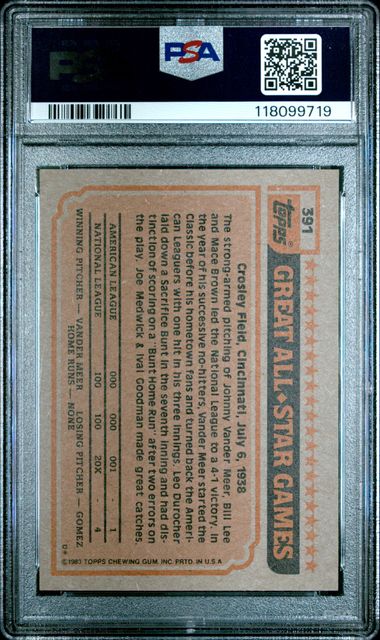 PSA
118099719
391
topps
GREAT ALL★STAR GAMES
Crosley Field, Cincinnati July 6, 1938
The strong-armed pitching of Johnny Vander Meer, Bill Lee
and Mace Brown led the National League to a 4-1 victory. In
the year of his successive no-hitters, Vander Meer started the
Classic before his hometown fans and turned back the Ameri-
can Leaguers with one hit in his three innings. Leo Durocher
laid down a Sacrifice Bunt in the seventh inning and had dis-
tinction of scoring on a "Bunt Home Run" after two errors on
the play. Joe Medwick & Ival Goodman made great catches.
AMERICAN LEAGUE 000 000 001 - 1
NATIONAL LEAGUE 100 100 20X - 4
WINNING PITCHER — VANDER MEER LOSING PITCHER — GOMEZ
HOME RUNS — NONE
©1983 TOPPS CHEWING GUM, INC. PRTD. IN U.S.A.